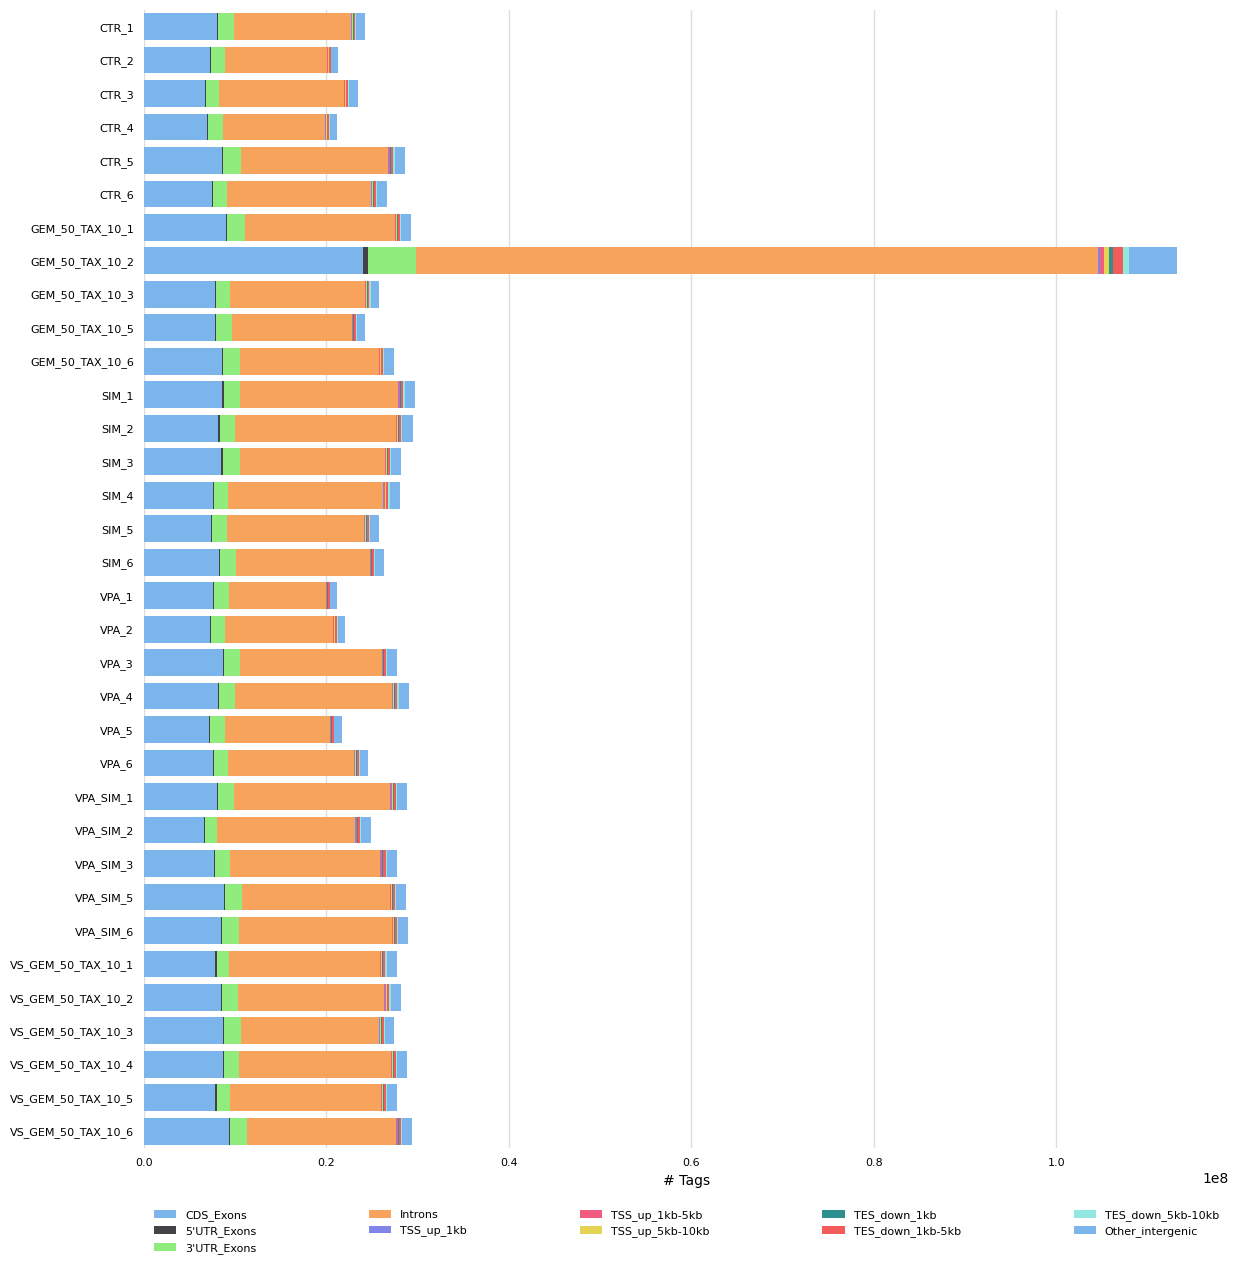 CTR_1
CTR_2
CTR_3
CTR_4
CTR_5
CTR_6
GEM_50_TAX_10_1
GEM_50_TAX_10_2
GEM_50_TAX_10_3
GEM_50_TAX_10_5
GEM_50_TAX_10_6
SIM_1
SIM_2
SIM_3
SIM_4
SIM_5
SIM_6
VPA_1
VPA_2
VPA_3
VPA_4
VPA_5
VPA_6
VPA_SIM_1
VPA_SIM_2
VPA_SIM_3
VPA_SIM_5
VPA_SIM_6
VS_GEM_50_TAX_10_1
VS_GEM_50_TAX_10_2
VS_GEM_50_TAX_10_3
VS_GEM_50_TAX_10_4
VS_GEM_50_TAX_10_5
VS_GEM_50_TAX_10_6
0.0 0.2 0.4 0.6 0.8 1.0
# Tags
1e8
CDS_Exons
5'UTR_Exons
3'UTR_Exons
Introns
TSS_up_1kb
TSS_up_1kb-5kb
TSS_up_5kb-10kb
TES_down_1kb
TES_down_1kb-5kb
TES_down_5kb-10kb
Other_intergenic